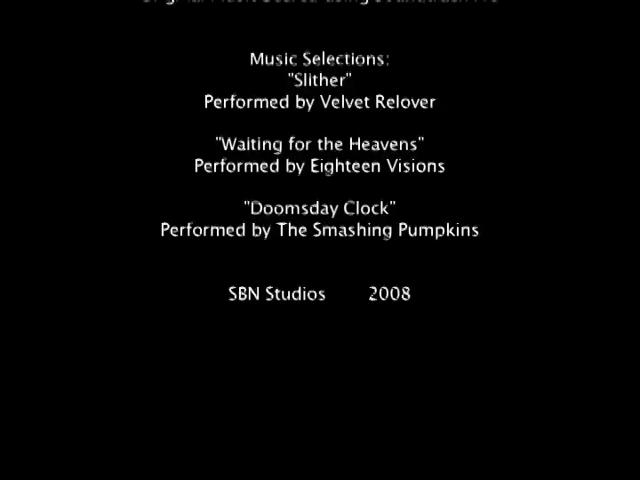 Music Selections:
"Slither"
Performed by Velvet Relover
"Waiting for the Heavens"
Performed by Eighteen Visions
"Doomsday Clock"
Performed by The Smashing Pumpkins
SBN Studios 2008